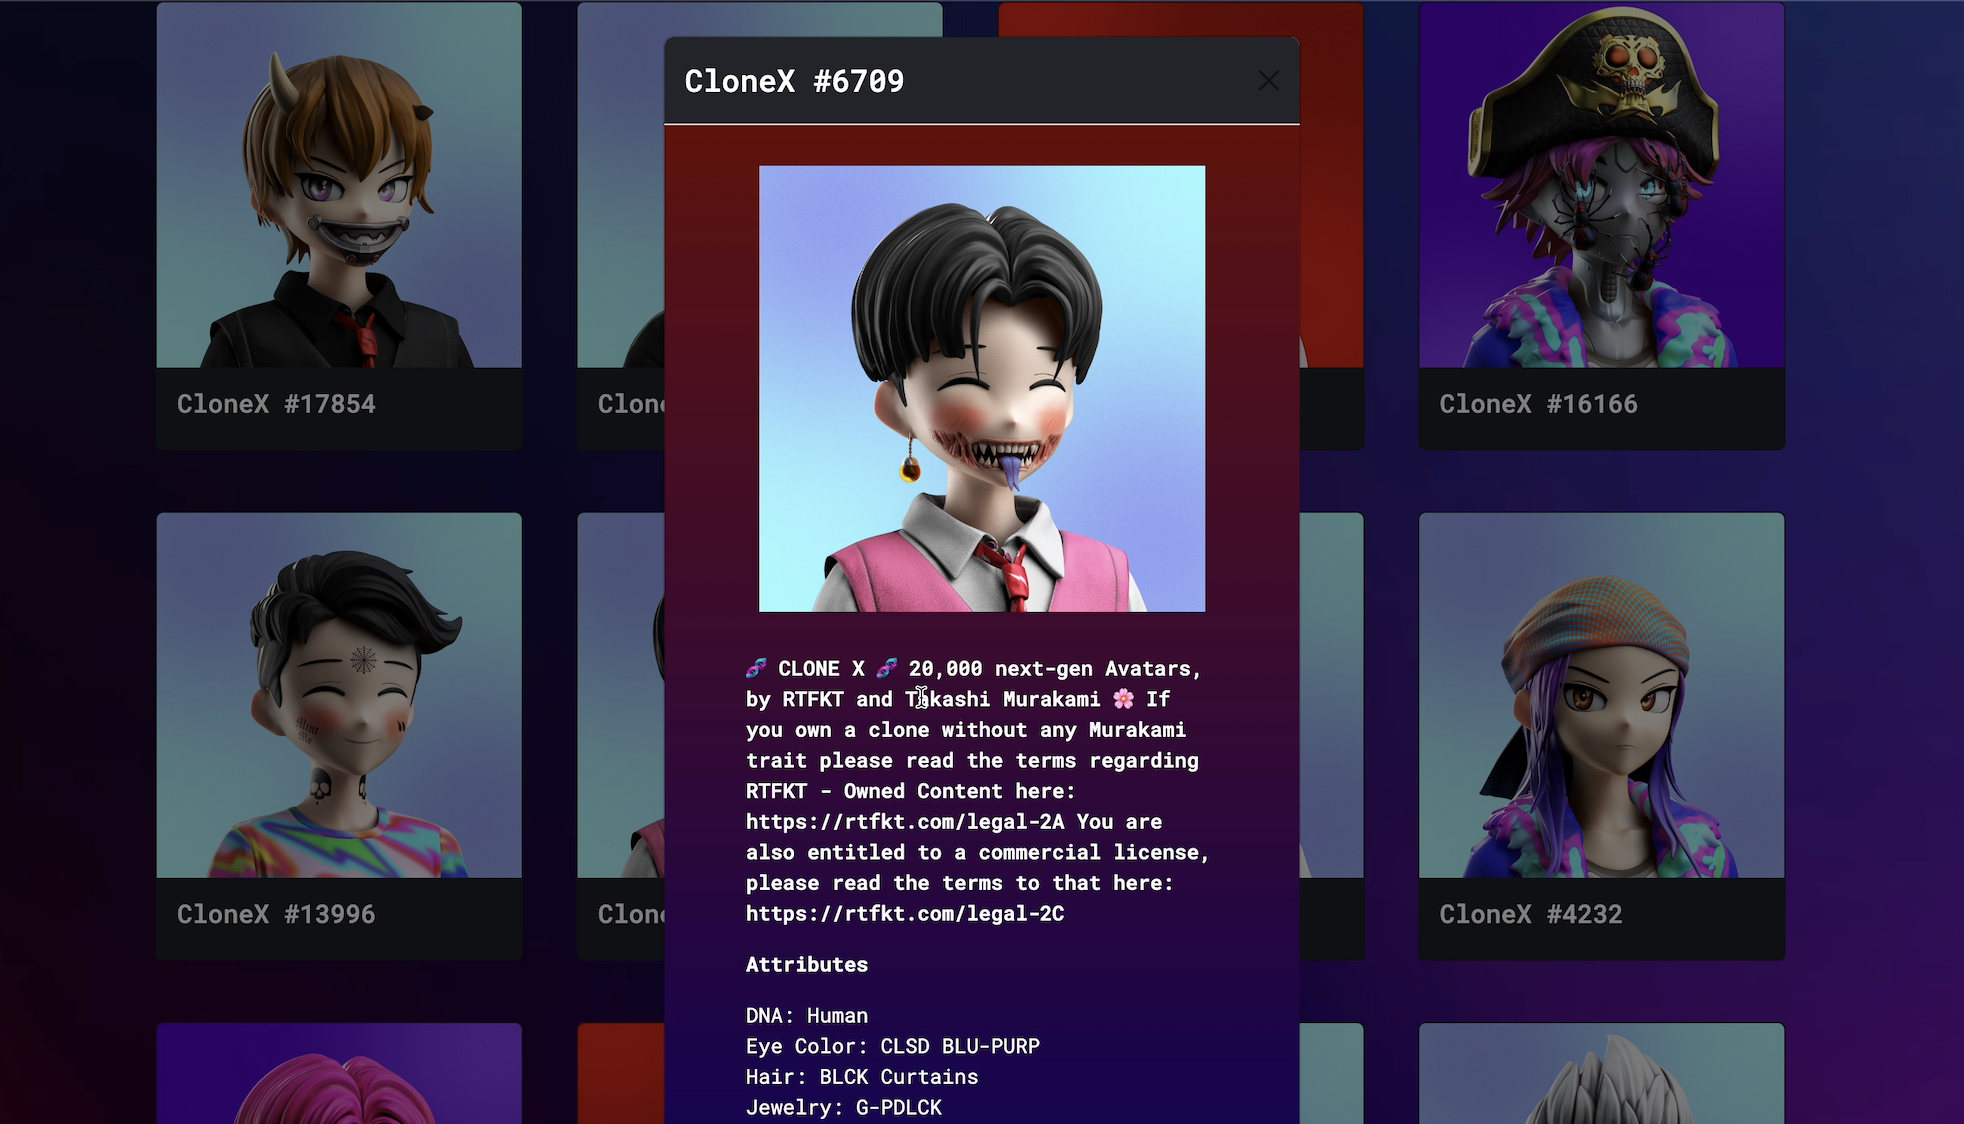 CloneX #6709
CloneX #17854
Clone
CloneX #16166
🧬 CLONE X 🧬 20,000 next-gen Avatars,
by RTFKT and Takashi Murakami 🌸 If
you own a clone without any Murakami
trait please read the terms regarding
RTFKT - Owned Content here:
https://rtfkt.com/legal-2A You are
also entitled to a commercial license,
please read the terms to that here:
https://rtfkt.com/legal-2C
CloneX #13996
Clone
CloneX #4232
Attributes
DNA: Human
Eye Color: CLSD BLU-PURP
Hair: BLCK Curtains
Jewelry: G-PDLCK